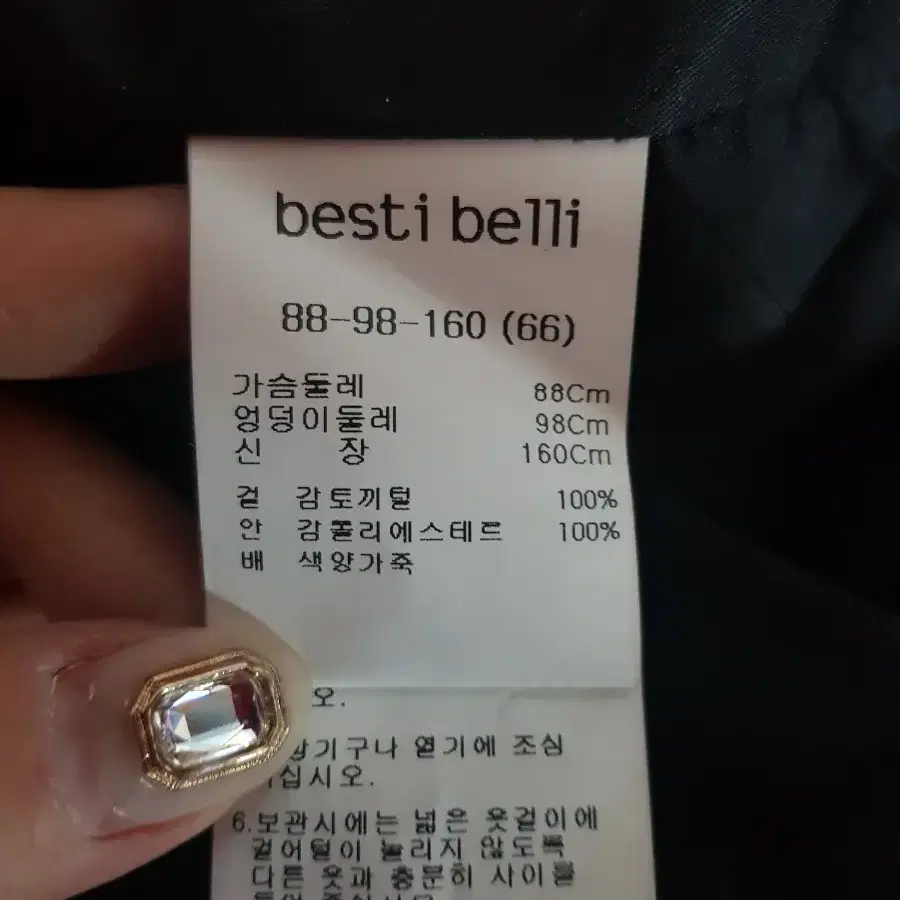 besti belli
88-98-160 (66)
가슴둘레 88Cm
엉덩이둘레 98Cm
신 장 160Cm
겉 감 토끼털 100%
안 감 폴리에스테르 100%
배 색 양가죽
오.
기구나 열기에 조심
십시오.
6.보관시에는 넓은 옷걸이에
걸어털이 눌리지 않도록
다른 옷과 충분히 사이를